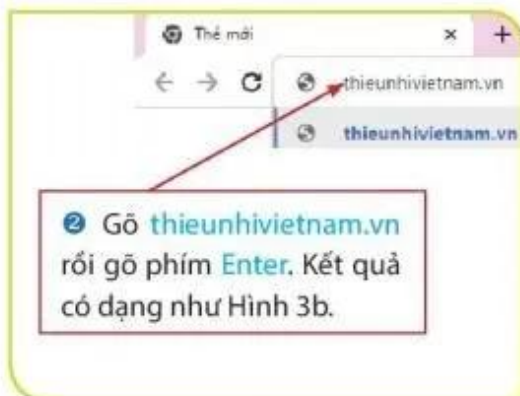 Thẻ mới × +
← → C thieunhivietnam.vn
thieunhivietnam.vn
❷ Gõ thieunhivietnam.vn
rồi gõ phím Enter. Kết quả
có dạng như Hình 3b.